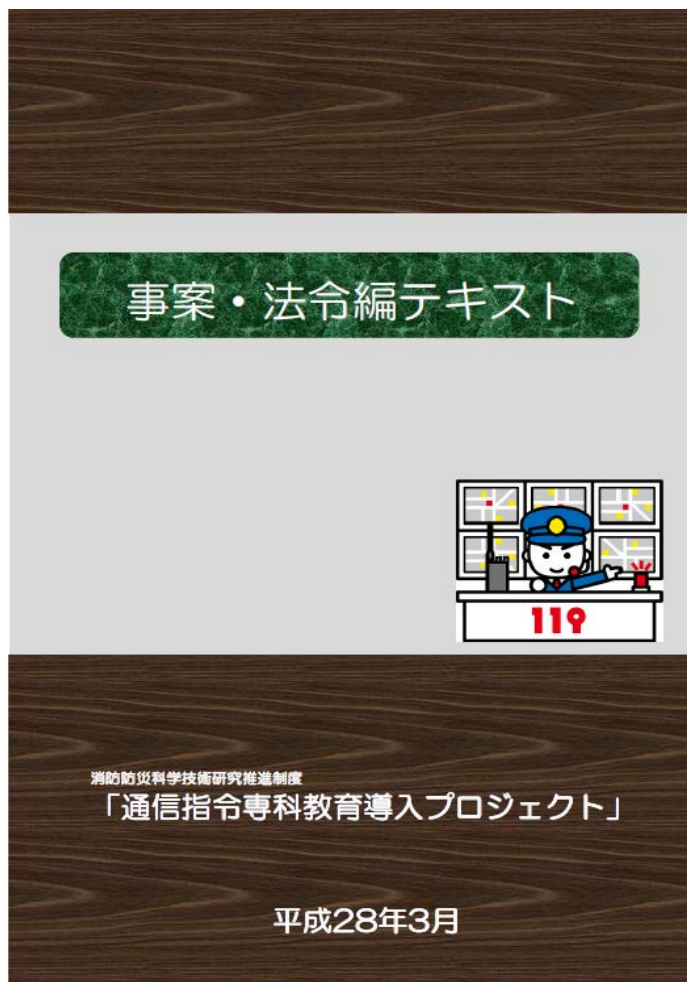 事案・法令編テキスト
119
消防防災科学技術研究推進制度
「通信指令専科教育導入プロジェクト」
平成28年3月